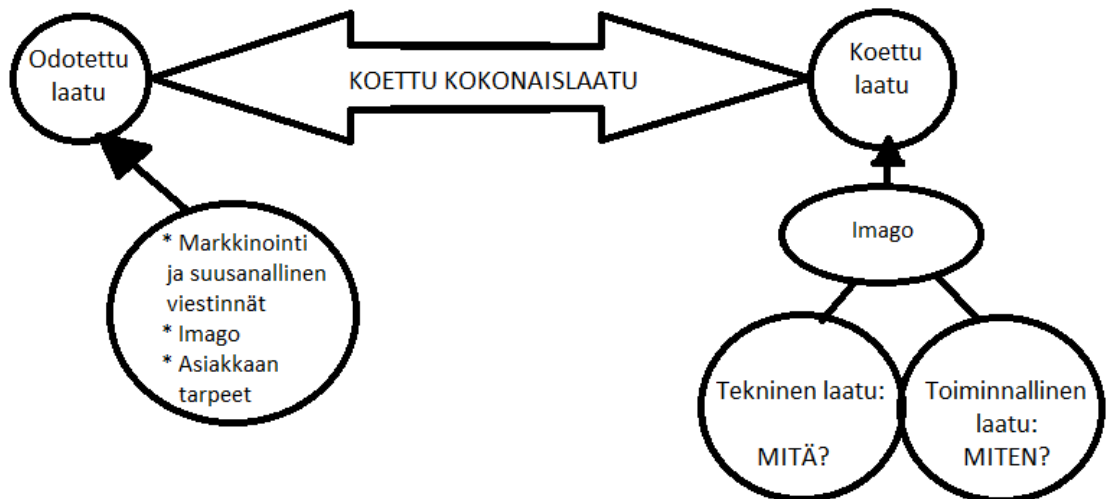 Odotettu
laatu
KOETTU KOKONAISLAATU
Koettu
laatu
* Markkinointi
ja suusanallinen
viestinnät
* Imago
* Asiakkaan
tarpeet
Imago
Tekninen laatu:
MITÄ?
Toiminnallinen
laatu:
MITEN?